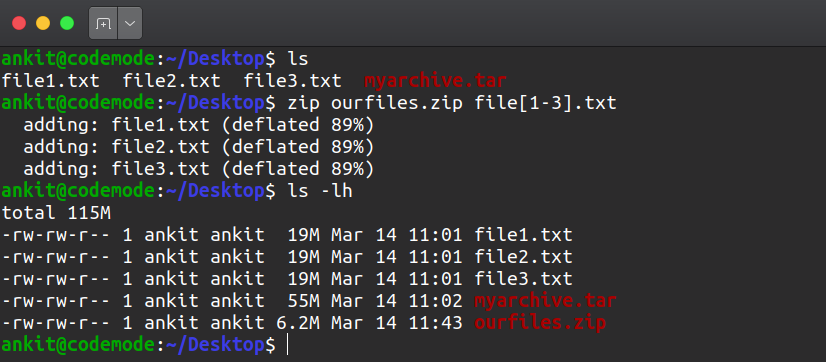 ankit@codemode:~/Desktop$ ls
file1.txt  file2.txt  file3.txt  myarchive.tar
ankit@codemode:~/Desktop$ zip ourfiles.zip file[1-3].txt
  adding: file1.txt (deflated 89%)
  adding: file2.txt (deflated 89%)
  adding: file3.txt (deflated 89%)
ankit@codemode:~/Desktop$ ls -lh
total 115M
-rw-rw-r-- 1 ankit ankit  19M Mar 14 11:01 file1.txt
-rw-rw-r-- 1 ankit ankit  19M Mar 14 11:01 file2.txt
-rw-rw-r-- 1 ankit ankit  19M Mar 14 11:01 file3.txt
-rw-rw-r-- 1 ankit ankit  55M Mar 14 11:02 myarchive.tar
-rw-rw-r-- 1 ankit ankit 6.2M Mar 14 11:43 ourfiles.zip
ankit@codemode:~/Desktop$